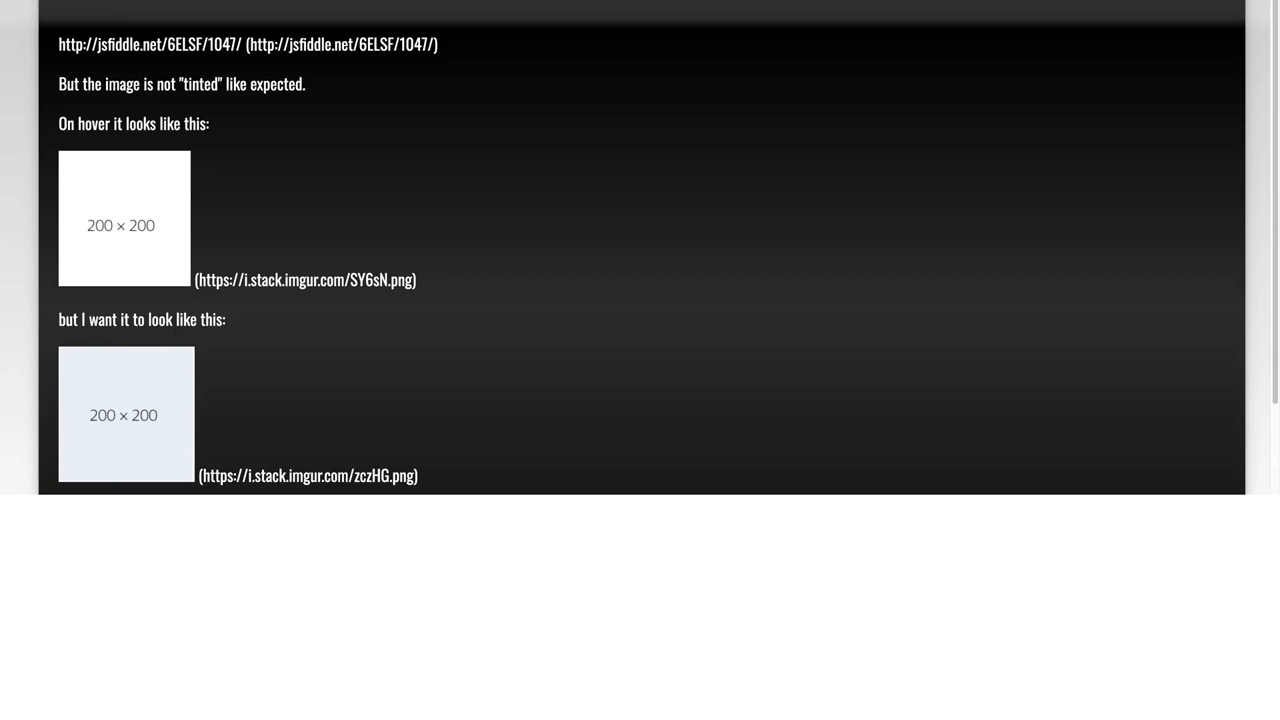 http://jsfiddle.net/6ELSF/1047/ (http://jsfiddle.net/6ELSF/1047/)
But the image is not "tinted" like expected.
On hover it looks like this:
200 × 200
(https://i.stack.imgur.com/SY6sN.png)
but I want it to look like this:
200 × 200
(https://i.stack.imgur.com/zczHG.png)